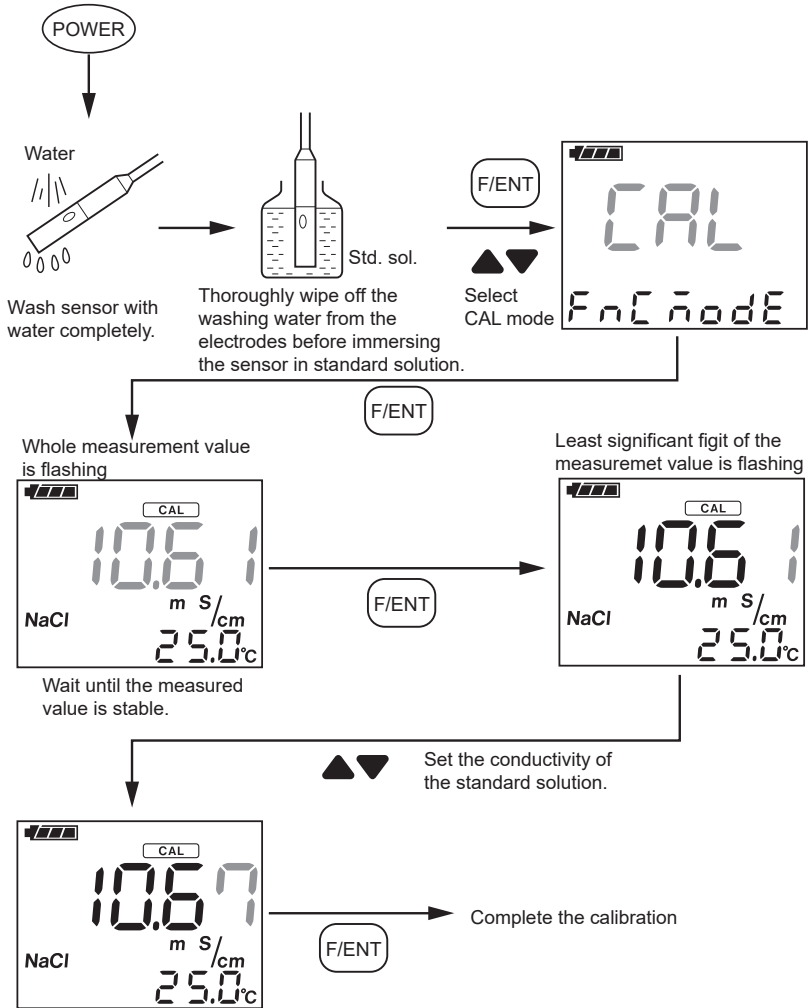 POWER
Water
Wash sensor with
water completely.
Std. sol.
Thoroughly wipe off the
washing water from the
electrodes before immersing
the sensor in standard solution.
F/ENT
Select
CAL mode
CAL
FnC modE
F/ENT
Whole measurement value
is flashing
CAL
10.61
m S/cm
NaCl
25.0°C
Wait until the measured
value is stable.
F/ENT
Least significant figit of the
measuremet value is flashing
CAL
10.61
m S/cm
NaCl
25.0°C
Set the conductivity of
the standard solution.
CAL
10.67
m S/cm
NaCl
25.0°C
F/ENT
Complete the calibration